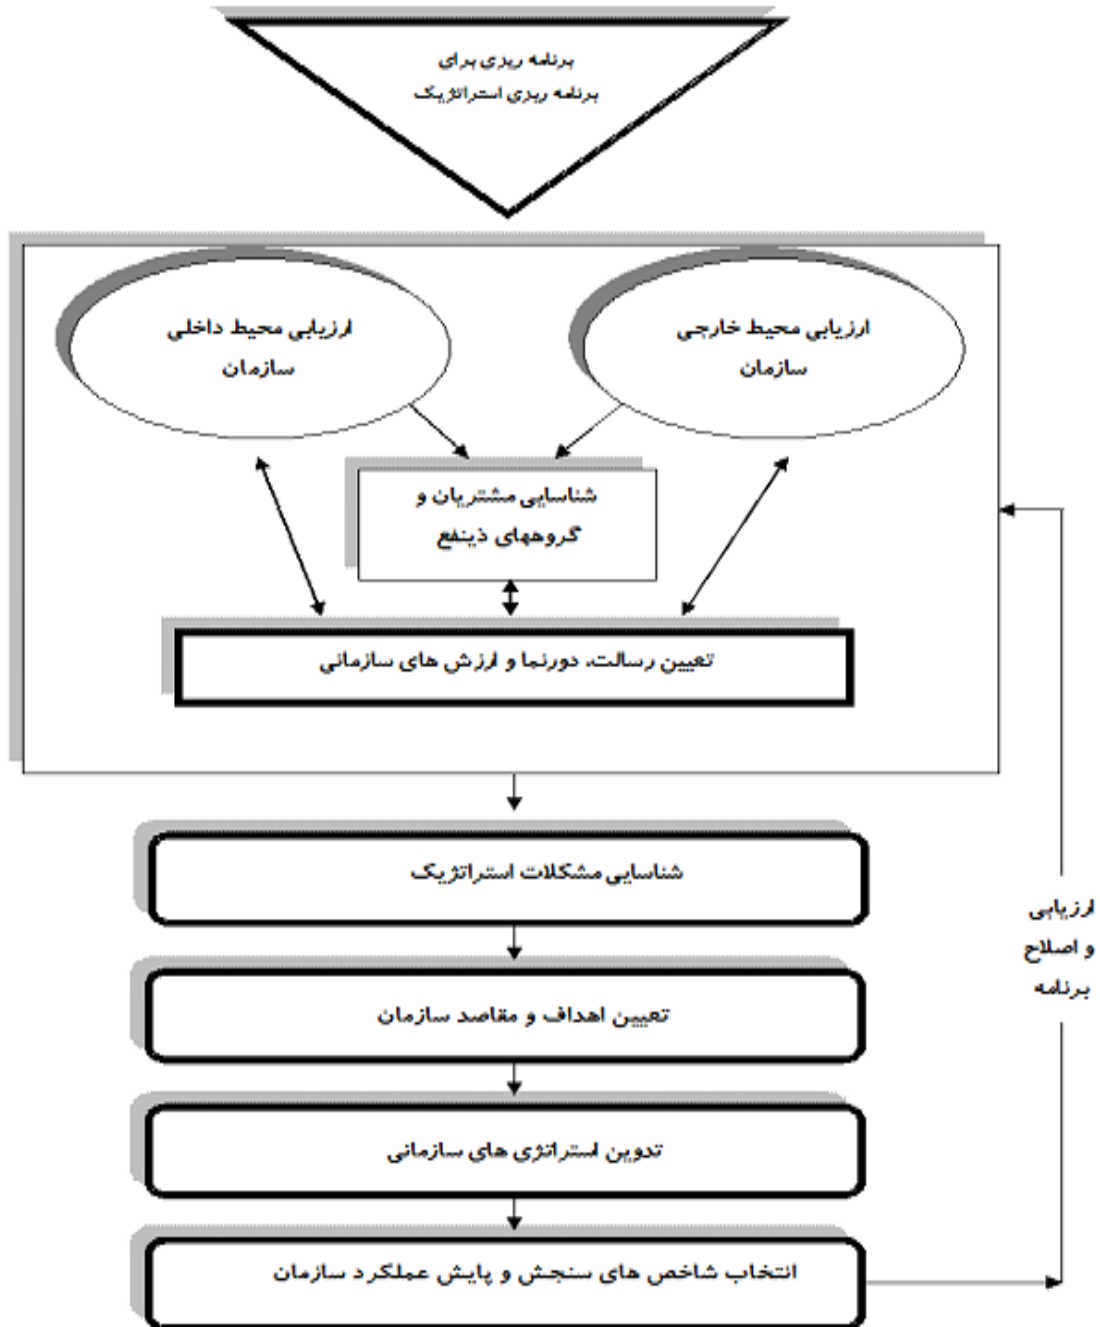 برنامه ریزی برای
برنامه ریزی استراتژیک
ارزیابی محیط خارجی
سازمان
ارزیابی محیط داخلی
سازمان
شناسایی مشتریان و
گروههای ذینفع
تعیین رسالت، دورنما و ارزش های سازمانی
شناسایی مشکلات استراتژیک
تعیین اهداف و مقاصد سازمان
تدوین استراتژی های سازمانی
انتخاب شاخص های سنجش و پایش عملکرد سازمان
ارزیابی
و اصلاح
برنامه